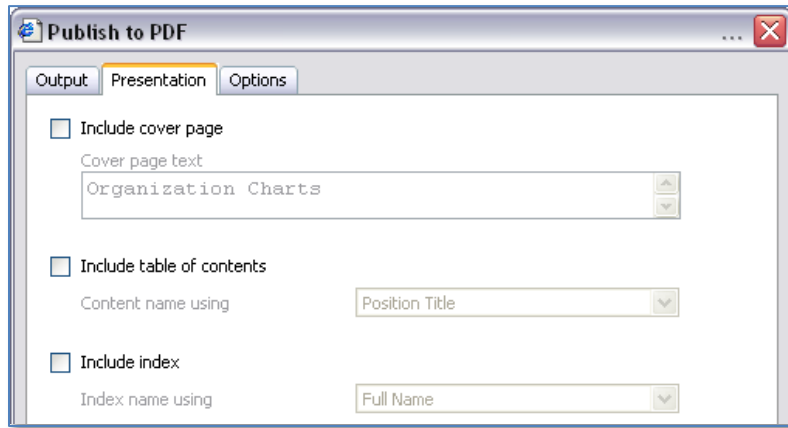 Publish to PDF ...
Output Presentation Options
Include cover page
Cover page text
Organization Charts
Include table of contents
Content name using Position Title
Include index
Index name using Full Name